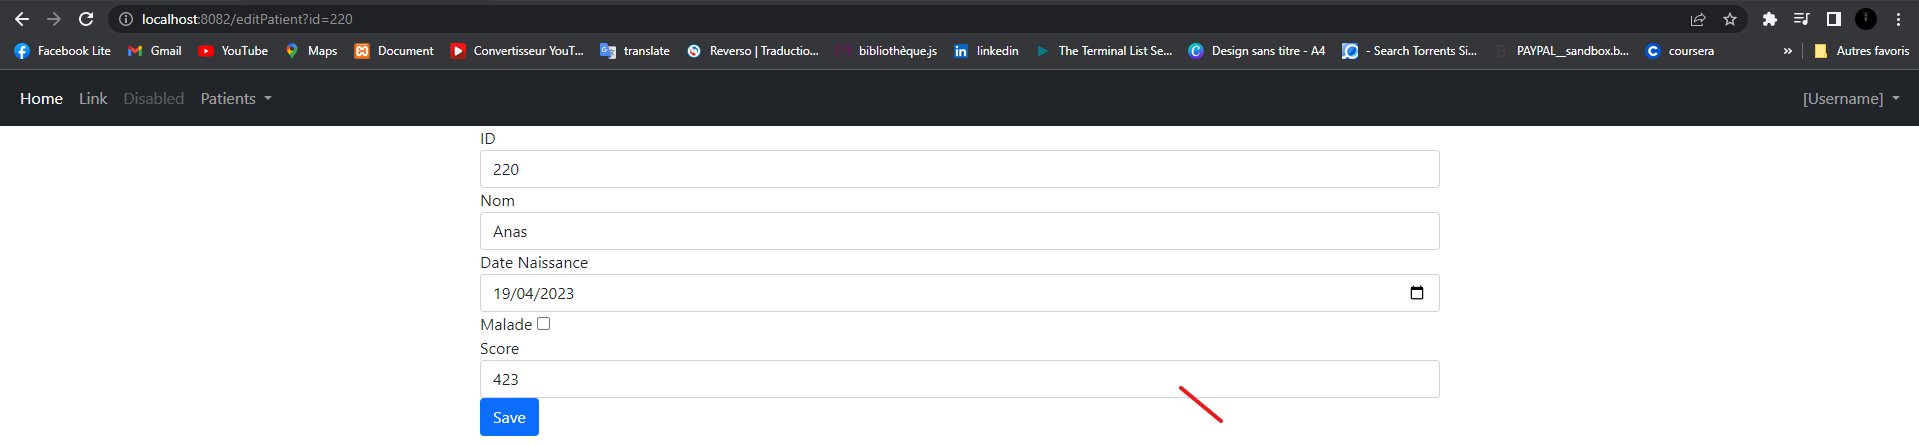 localhost:8082/editPatient?id=220
Facebook Lite Gmail YouTube Maps Document Convertisseur YouT... translate Reverso | Traductio... bibliothèque.js linkedin The Terminal List Se... Design sans titre - A4 - Search Torrents Si... PAYPAL__sandbox.b... coursera » Autres favoris
Home Link Disabled Patients [Username]
ID
220
Nom
Anas
Date Naissance
19/04/2023
Malade
Score
423
Save